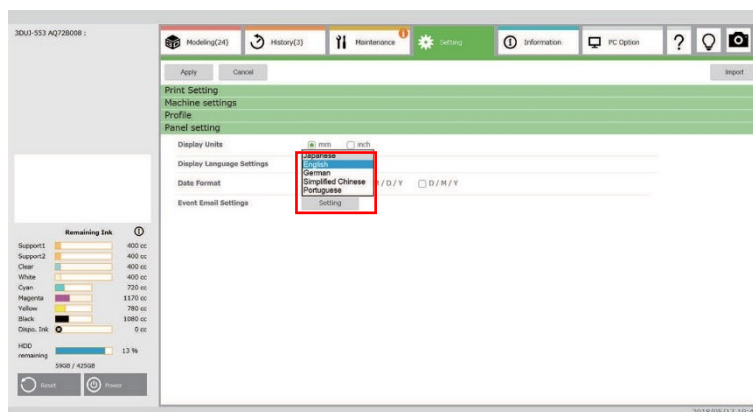 3DUJ-553 AQ728008 :
Modeling(24)
History(3)
Maintenance
Setting
Information
PC Option
?
Apply
Cancel
Import
Print Setting
Machine settings
Profile
Panel setting
Display Units
mm
inch
Display Language Settings
Japanese
English
German
Simplified Chinese
Portuguese
Date Format
/ D / Y
D / M / Y
Event Email Settings
Setting
Remaining Ink
Support1 400 cc
Support2 400 cc
Clear 400 cc
White 400 cc
Cyan 720 cc
Magenta 1170 cc
Yellow 780 cc
Black 1080 cc
Dispo. Ink 0 cc
HDD
remaining
13 %
59GB / 425GB
Reset
Power